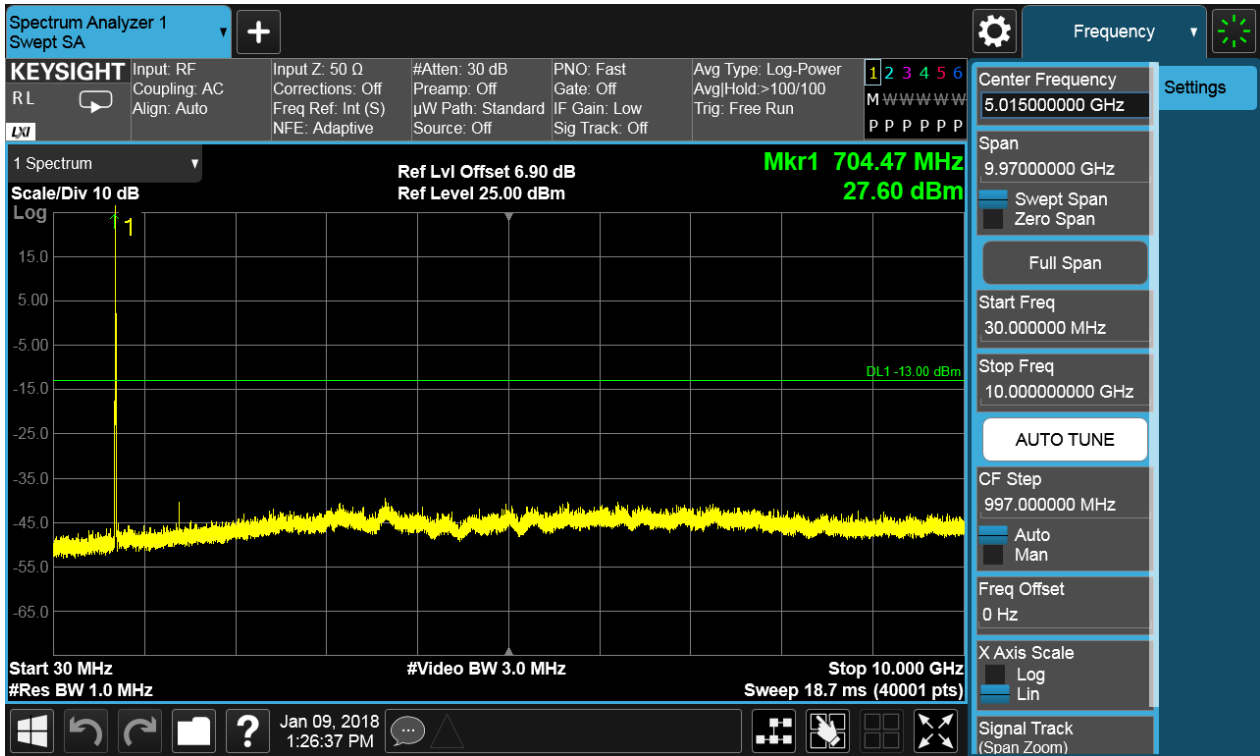 Spectrum Analyzer 1
Swept SA
+
Frequency
KEYSIGHT
R L
LXI
Input: RF
Coupling: AC
Align: Auto
Input Z: 50 Ω
Corrections: Off
Freq Ref: Int (S)
NFE: Adaptive
#Atten: 30 dB
Preamp: Off
µW Path: Standard
Source: Off
PNO: Fast
Gate: Off
IF Gain: Low
Sig Track: Off
Avg Type: Log-Power
Avg|Hold:>100/100
Trig: Free Run
1 2 3 4 5 6
M W W W W W
P P P P P P
1 Spectrum
Scale/Div 10 dB
Log
Ref Lvl Offset 6.90 dB
Ref Level 25.00 dBm
Mkr1 704.47 MHz
27.60 dBm
1
15.0
5.00
-5.00
-15.0
-25.0
-35.0
-45.0
-55.0
-65.0
DL1 -13.00 dBm
Start 30 MHz
#Res BW 1.0 MHz
#Video BW 3.0 MHz
Stop 10.000 GHz
Sweep 18.7 ms (40001 pts)
Center Frequency
5.015000000 GHz
Span
9.97000000 GHz
Swept Span
Zero Span
Full Span
Start Freq
30.000000 MHz
Stop Freq
10.000000000 GHz
AUTO TUNE
CF Step
997.000000 MHz
Auto
Man
Freq Offset
0 Hz
X Axis Scale
Log
Lin
Signal Track
(Span Zoom)
Settings
?
Jan 09, 2018
1:26:37 PM